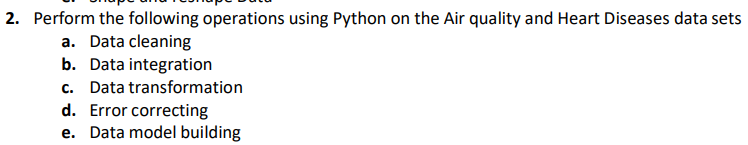 2. Perform the following operations using Python on the Air quality and Heart Diseases data sets
a. Data cleaning
b. Data integration
c. Data transformation
d. Error correcting
e. Data model building